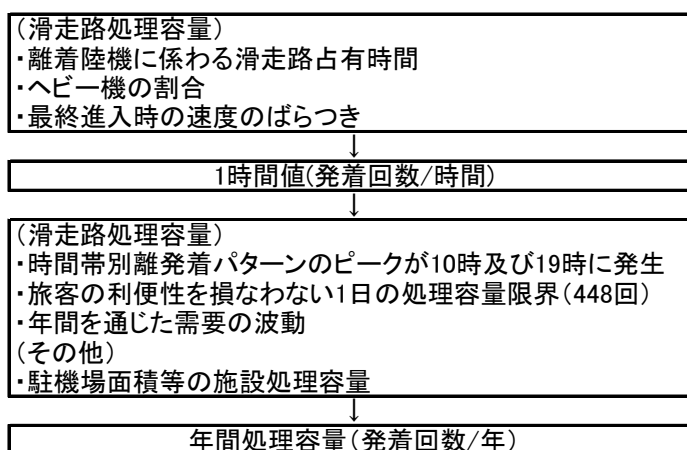 (滑走路処理容量)
・離着陸機に係わる滑走路占有時間
・ヘビー機の割合
・最終進入時の速度のばらつき
↓
1時間値(発着回数/時間)
↓
(滑走路処理容量)
・時間帯別離発着パターンのピークが10時及び19時に発生
・旅客の利便性を損なわない1日の処理容量限界(448回)
・年間を通じた需要の波動
(その他)
・駐機場面積等の施設処理容量
↓
年間処理容量(発着回数/年)